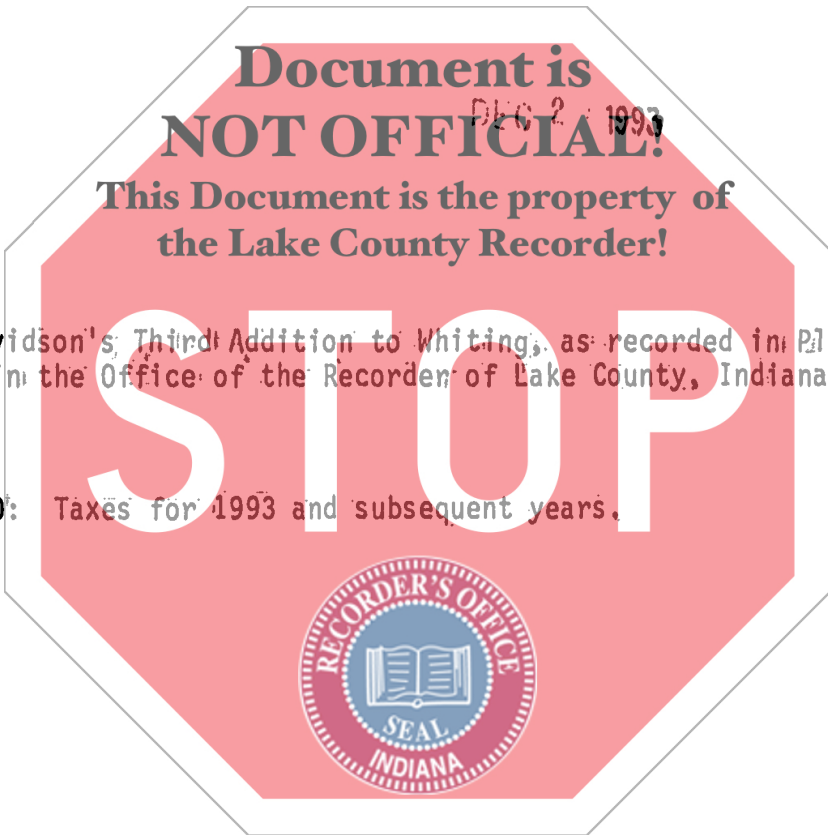 Document is
DEC 2 1993
NOT OFFICIAL!
This Document is the property of
the Lake County Recorder!
idson's Third Addition to Whiting, as recorded in Pl
n the Office of the Recorder of Lake County, Indiana
STOP
: Taxes for 1993 and subsequent years.
RECORDER'S OFFICE
SEAL
INDIANA